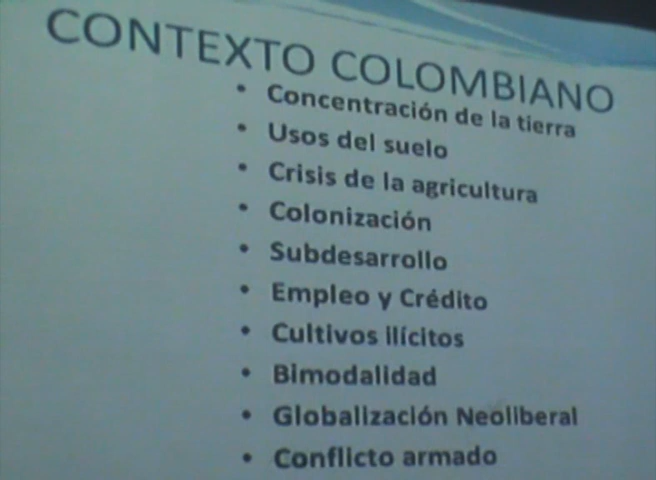 CONTEXTO COLOMBIANO
• Concentración de la tierra
• Usos del suelo
• Crisis de la agricultura
• Colonización
• Subdesarrollo
• Empleo y Crédito
• Cultivos ilícitos
• Bimodalidad
• Globalización Neoliberal
• Conflicto armado